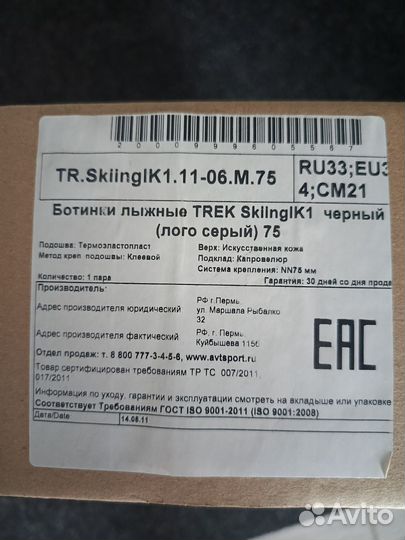 2000999605567
TR.SkiingIK1.11-06.M.75
RU33;EU3
4;CM21
Ботинки лыжные TREK SkiingIK1 черный
(лого серый) 75
Подошва: Термоэластопласт
Верх: Искусственная кожа
Метод креп. подошвы: Клеевой
Подклад: Капровелюр
Система крепления: NN75 мм
Количество: 1 пара
Гарантия: 30 дней со дня прода
Производитель:
Адрес производителя юридический
РФ г. Пермь,
ул. Маршала Рыбалко
32
Адрес производителя фактический
РФ г. Пермь,
Куйбышева 115б
Отдел продаж: т. 8 800 777-3-4-5-6, www.avtsport.ru
Товар сертифицирован требованиям ТР ТС 007/2011,
017/2011
Информация по уходу, гарантии и эксплуатации смотреть на вкладыше или упаковке
Соответствует Требованиям ГОСТ ISO 9001-2011 (ISO 9001:2008)
Дата/Date
14.06.11
EAC
Avito